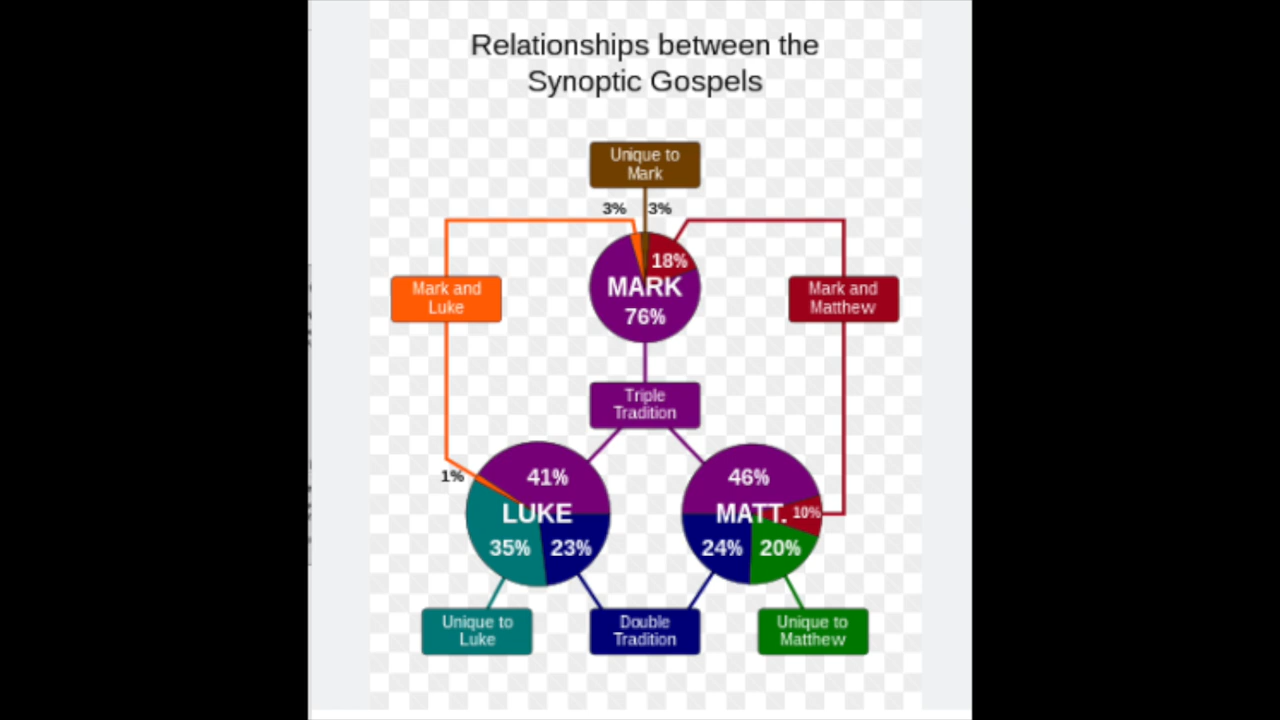 Relationships between the
Synoptic Gospels
Unique to
Mark
3% 3%
18%
MARK
76%
Mark and
Luke
Mark and
Matthew
Triple
Tradition
1%
41%
LUKE
35% 23%
46%
MATT. 10%
24% 20%
Unique to
Luke
Double
Tradition
Unique to
Matthew